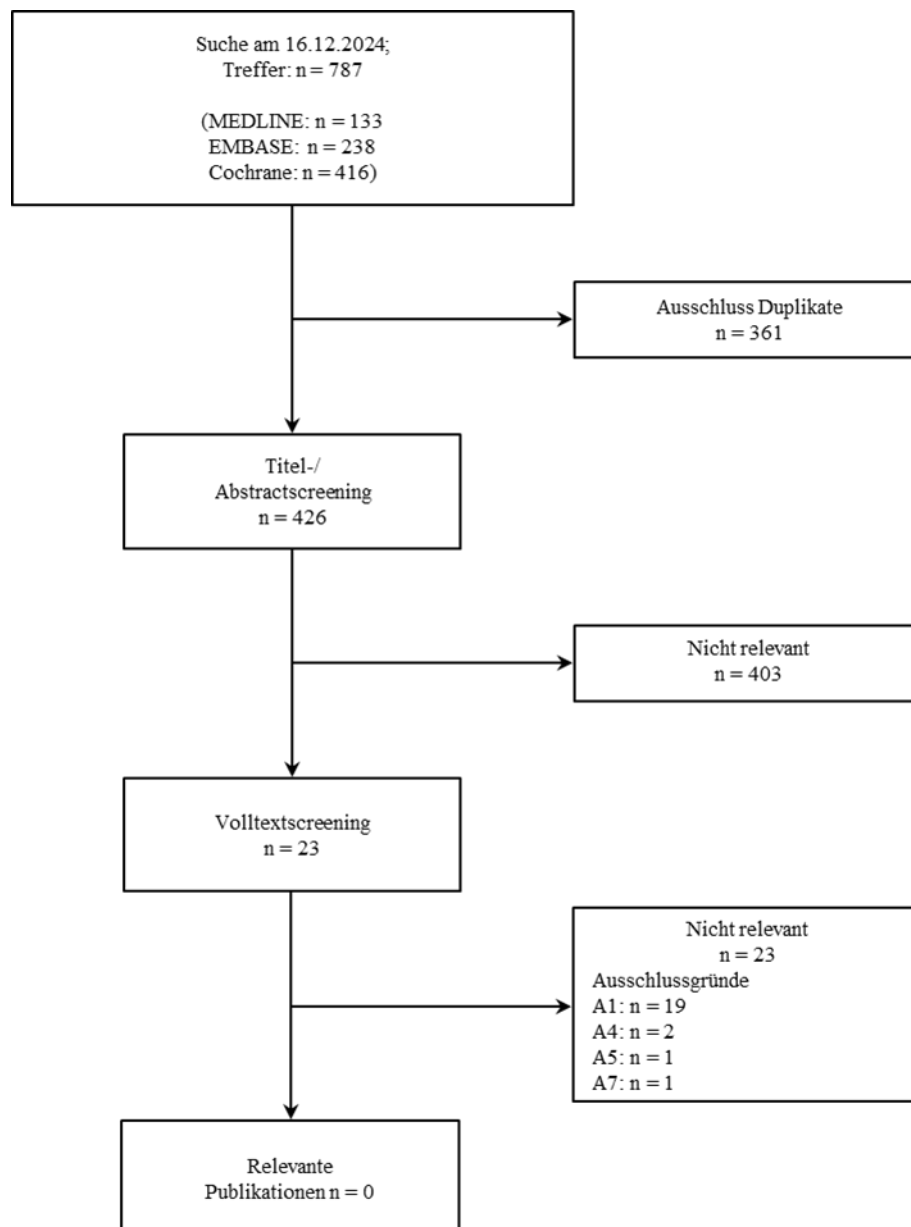 Suche am 16.12.2024;
Treffer: n = 787
(MEDLINE: n = 133
EMBASE: n = 238
Cochrane: n = 416)
Ausschluss Duplikate
n = 361
Titel-/
Abstractscreening
n = 426
Nicht relevant
n = 403
Volltextscreening
n = 23
Nicht relevant
n = 23
Ausschlussgründe
A1: n = 19
A4: n = 2
A5: n = 1
A7: n = 1
Relevante
Publikationen n = 0